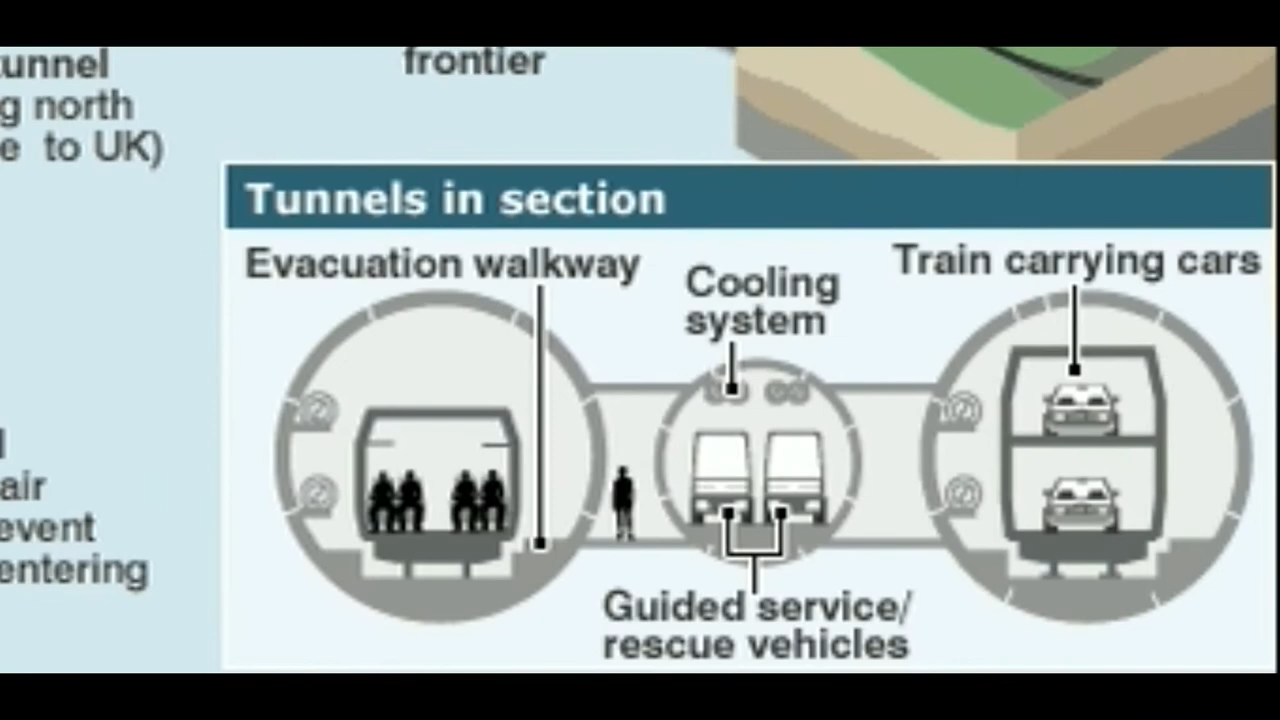 frontier
g north
e to UK)
Tunnels in section
Evacuation walkway
Train carrying cars
Cooling
system
air
event
entering
Guided service/
rescue vehicles